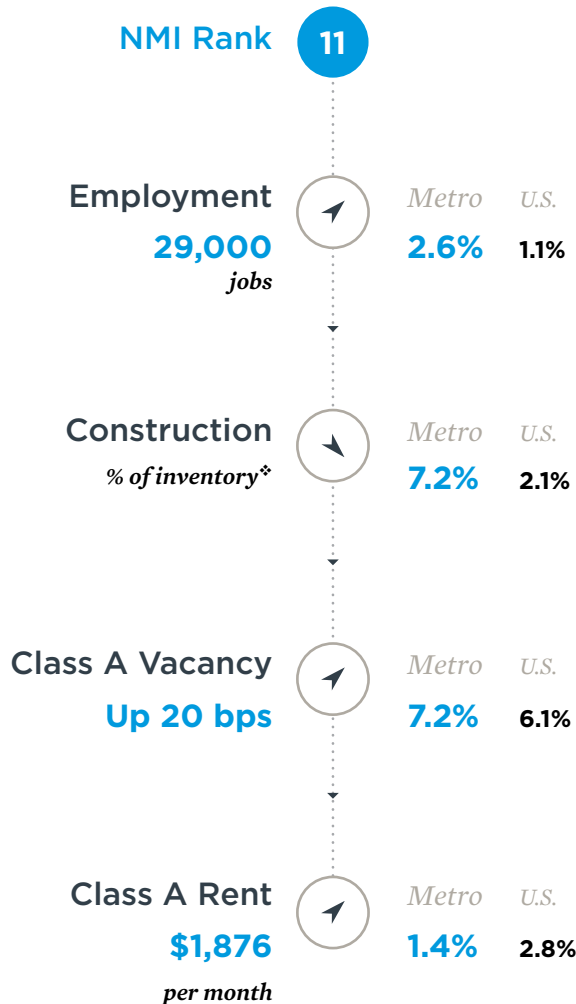 NMI Rank 11
Employment Metro U.S.
29,000 2.6% 1.1%
jobs
Construction Metro U.S.
% of inventory❖ 7.2% 2.1%
Class A Vacancy Metro U.S.
Up 20 bps 7.2% 6.1%
Class A Rent Metro U.S.
$1,876 1.4% 2.8%
per month